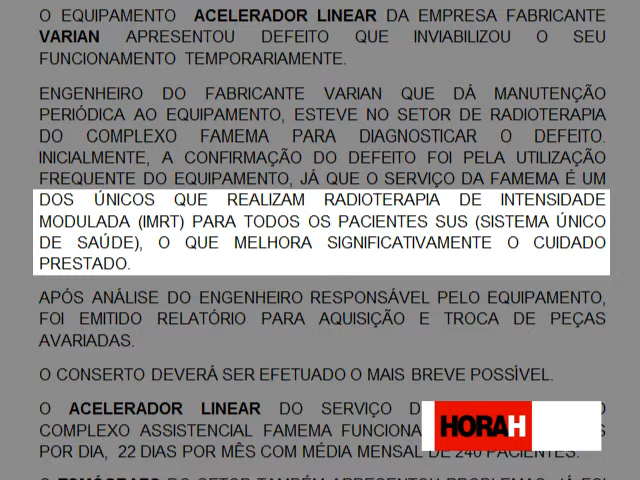 O EQUIPAMENTO ACELERADOR LINEAR DA EMPRESA FABRICANTE
VARIAN APRESENTOU DEFEITO QUE INVIABILIZOU O SEU
FUNCIONAMENTO TEMPORARIAMENTE.
ENGENHEIRO DO FABRICANTE VARIAN QUE DÁ MANUTENÇÃO
PERIÓDICA AO EQUIPAMENTO, ESTEVE NO SETOR DE RADIOTERAPIA
DO COMPLEXO FAMEMA PARA DIAGNOSTICAR O DEFEITO.
INICIALMENTE, A CONFIRMAÇÃO DO DEFEITO FOI PELA UTILIZAÇÃO
FREQUENTE DO EQUIPAMENTO, JÁ QUE O SERVIÇO DA FAMEMA É UM
DOS ÚNICOS QUE REALIZAM RADIOTERAPIA DE INTENSIDADE
MODULADA (IMRT) PARA TODOS OS PACIENTES SUS (SISTEMA ÚNICO
DE SAÚDE), O QUE MELHORA SIGNIFICATIVAMENTE O CUIDADO
PRESTADO.
APÓS ANÁLISE DO ENGENHEIRO RESPONSÁVEL PELO EQUIPAMENTO,
FOI EMITIDO RELATÓRIO PARA AQUISIÇÃO E TROCA DE PEÇAS
AVARIADAS.
O CONSERTO DEVERÁ SER EFETUADO O MAIS BREVE POSSÍVEL.
O ACELERADOR LINEAR DO SERVIÇO
COMPLEXO ASSISTENCIAL FAMEMA
HORAH
POR DIA, 22 DIAS POR MÊS COM MÉDIA MENSAL DE 240 PACIENTES.